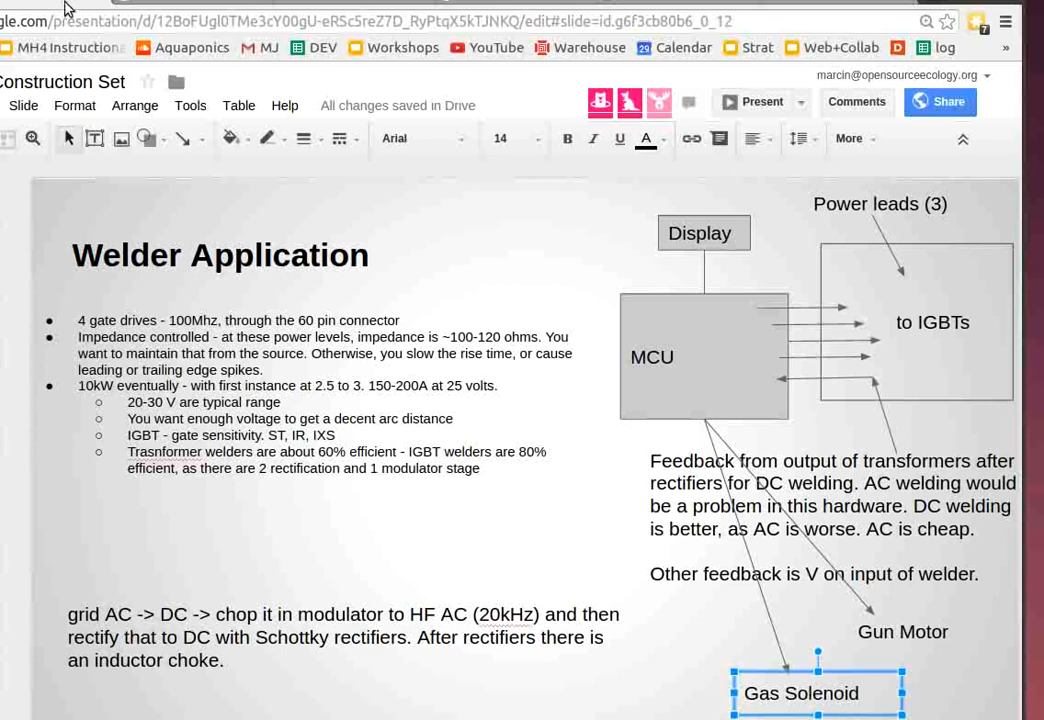 gle.com/presentation/d/12BoFUgl0TMe3cY00gU-eRSc5reZ7D_RyPtqX5kTJNKQ/edit#slide=id.g6f3cb80b6_0_12
7
MH4 Instruction
Aquaponics
MJ
DEV
Workshops
YouTube
Warehouse
29 Calendar
Strat
Web+Collab
D
log
»
Construction Set
marcin@opensourceecology.org
Slide Format Arrange Tools Table Help All changes saved in Drive
Present
Comments
Share
Arial
14
B I U A
More
Welder Application
● 4 gate drives - 100Mhz, through the 60 pin connector
● Impedance controlled - at these power levels, impedance is ~100-120 ohms. You
want to maintain that from the source. Otherwise, you slow the rise time, or cause
leading or trailing edge spikes.
● 10kW eventually - with first instance at 2.5 to 3. 150-200A at 25 volts.
○ 20-30 V are typical range
○ You want enough voltage to get a decent arc distance
○ IGBT - gate sensitivity. ST, IR, IXS
○ Trasnformer welders are about 60% efficient - IGBT welders are 80%
efficient, as there are 2 rectification and 1 modulator stage
grid AC -> DC -> chop it in modulator to HF AC (20kHz) and then
rectify that to DC with Schottky rectifiers. After rectifiers there is
an inductor choke.
Power leads (3)
Display
to IGBTs
MCU
Feedback from output of transformers after
rectifiers for DC welding. AC welding would
be a problem in this hardware. DC welding
is better, as AC is worse. AC is cheap.
Other feedback is V on input of welder.
Gun Motor
Gas Solenoid